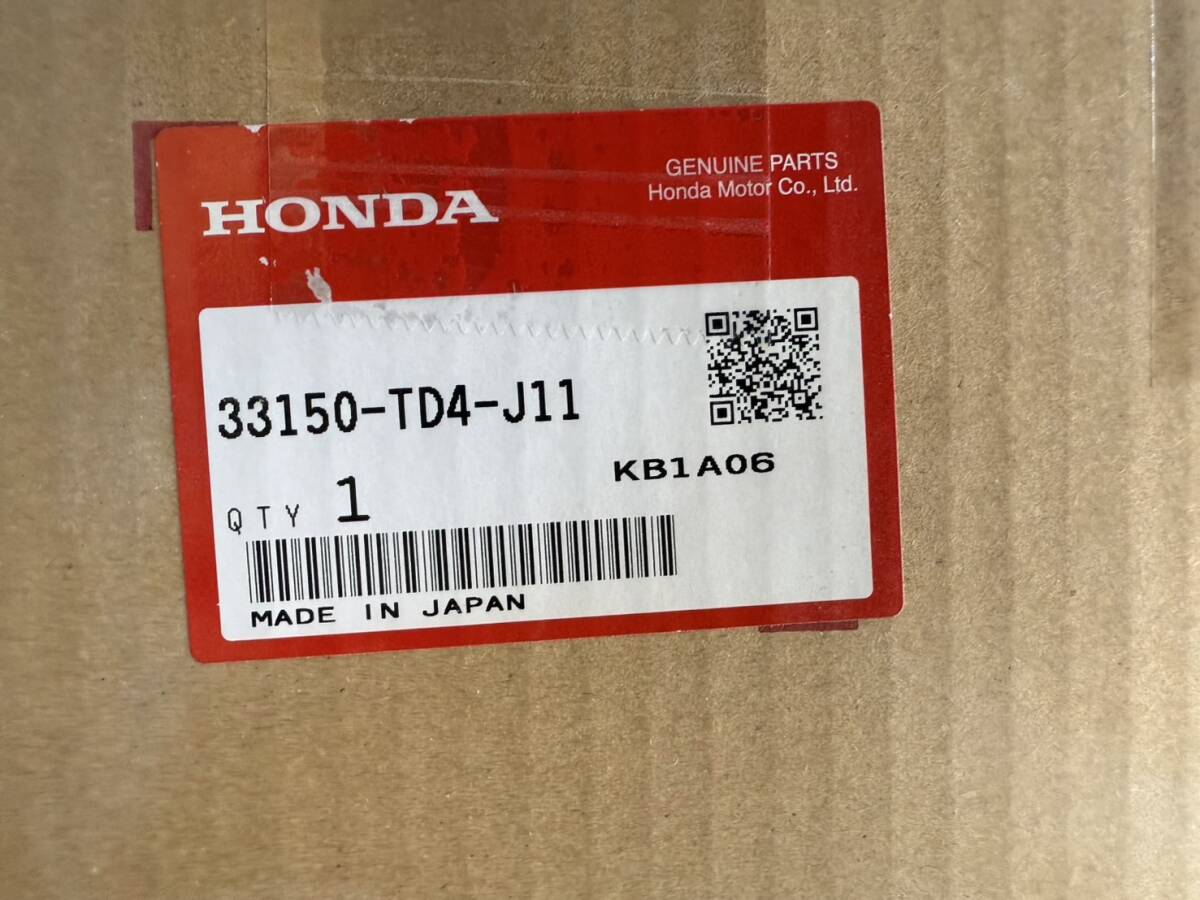 GENUINE PARTS
Honda Motor Co., Ltd.
HONDA
33150-TD4-J11
KB1A06
QTY 1
MADE IN JAPAN